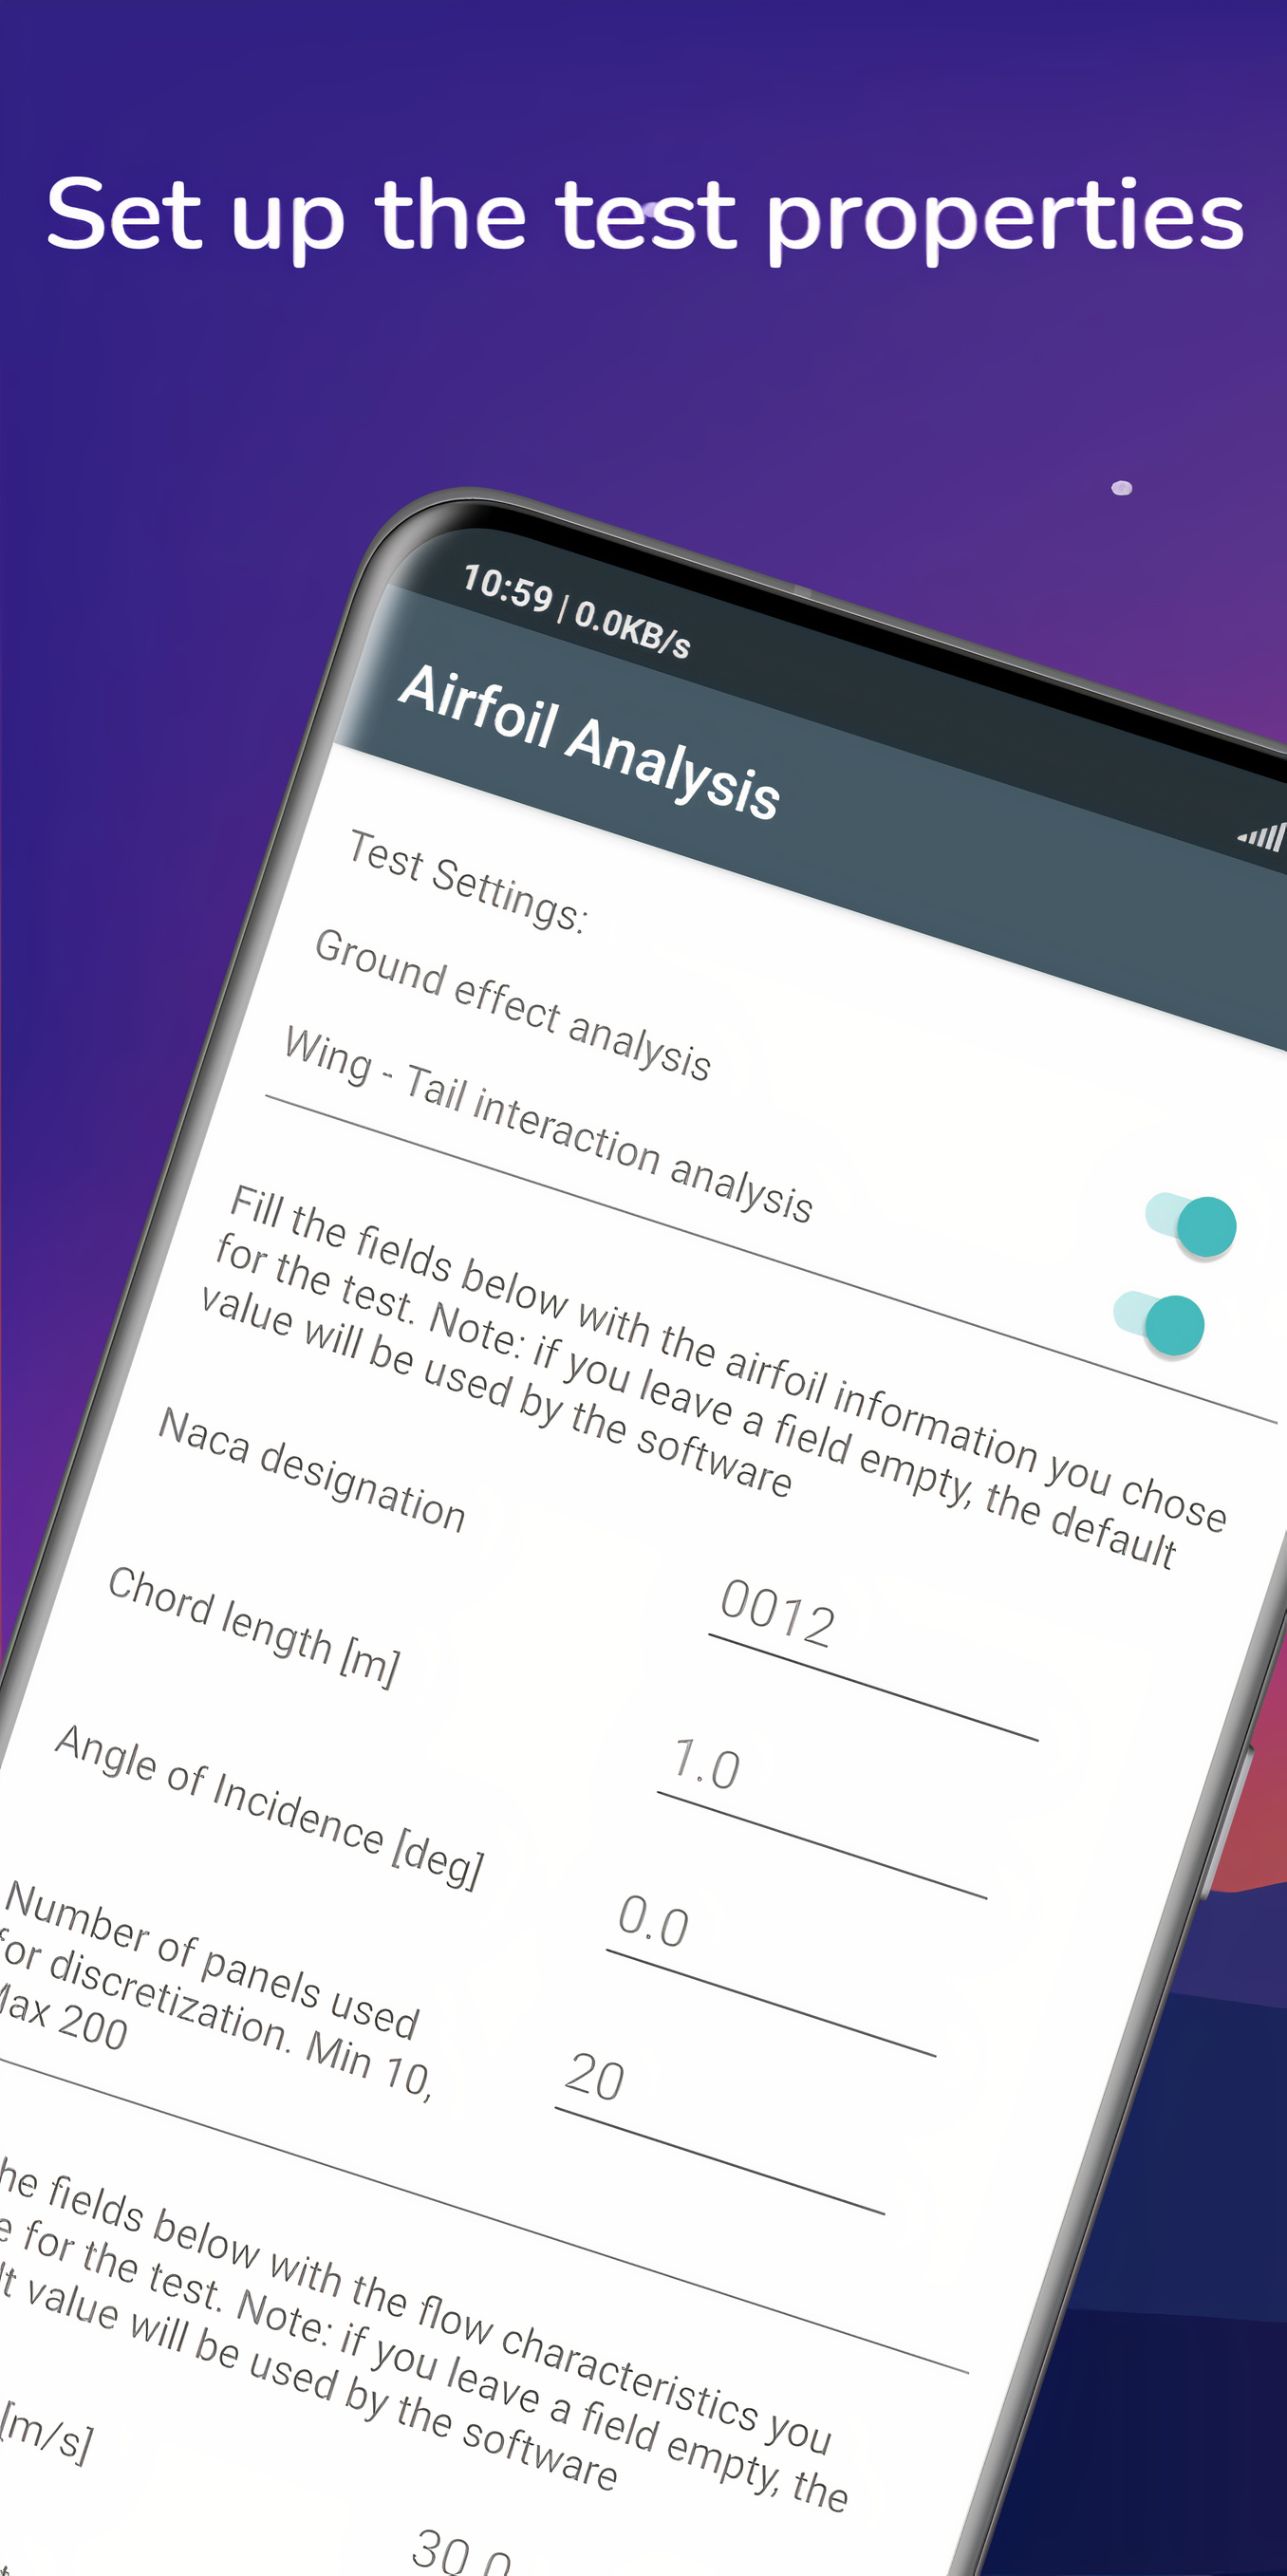 Set up the test properties
10:59 | 0.0KB/s
Airfoil Analysis
Test Settings:
Ground effect analysis
Wing - Tail interaction analysis
Fill the fields below with the airfoil information you chose
for the test. Note: if you leave a field empty, the default
value will be used by the software
Naca designation
0012
Chord length [m]
1.0
Angle of Incidence [deg]
0.0
Number of panels used
for discretization. Min 10,
Max 200
20
the fields below with the flow characteristics you
for the test. Note: if you leave a field empty, the
value will be used by the software
[m/s]
30.0